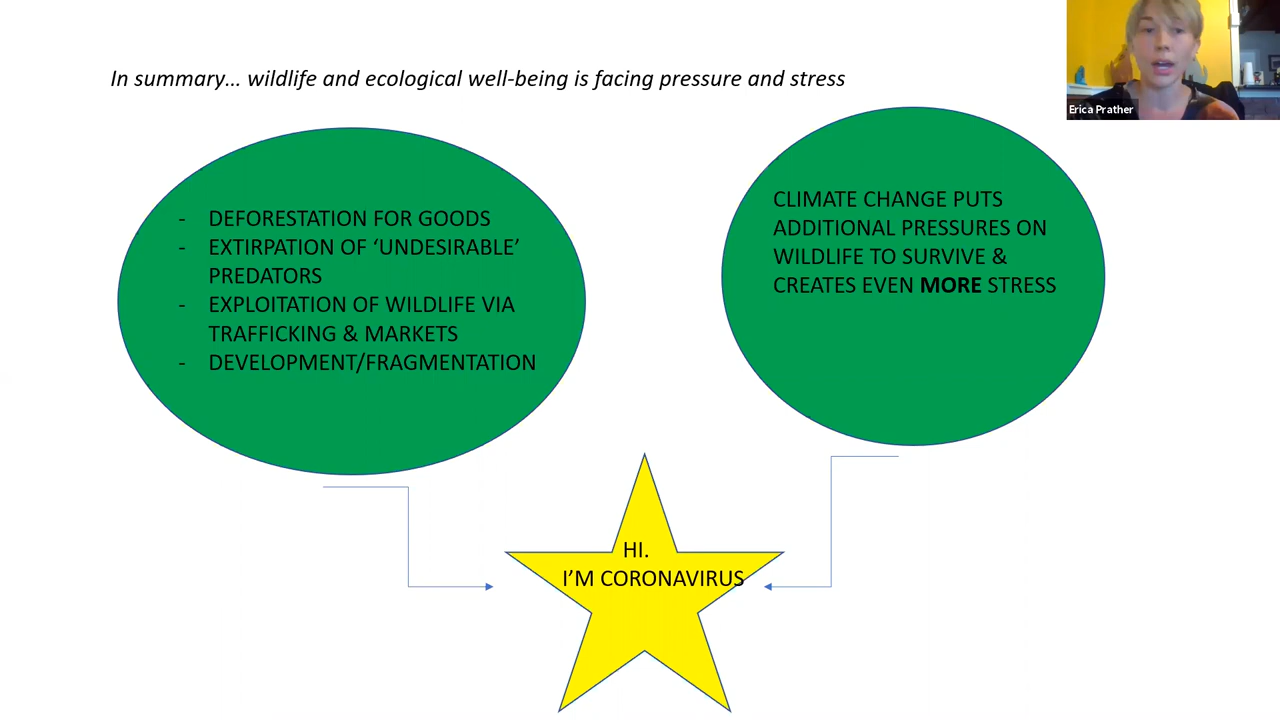 In summary... wildlife and ecological well-being is facing pressure and stress
Erica Prather
- DEFORESTATION FOR GOODS
- EXTIRPATION OF ‘UNDESIRABLE’
PREDATORS
- EXPLOITATION OF WILDLIFE VIA
TRAFFICKING & MARKETS
- DEVELOPMENT/FRAGMENTATION
CLIMATE CHANGE PUTS
ADDITIONAL PRESSURES ON
WILDLIFE TO SURVIVE &
CREATES EVEN MORE STRESS
HI.
I’M CORONAVIRUS